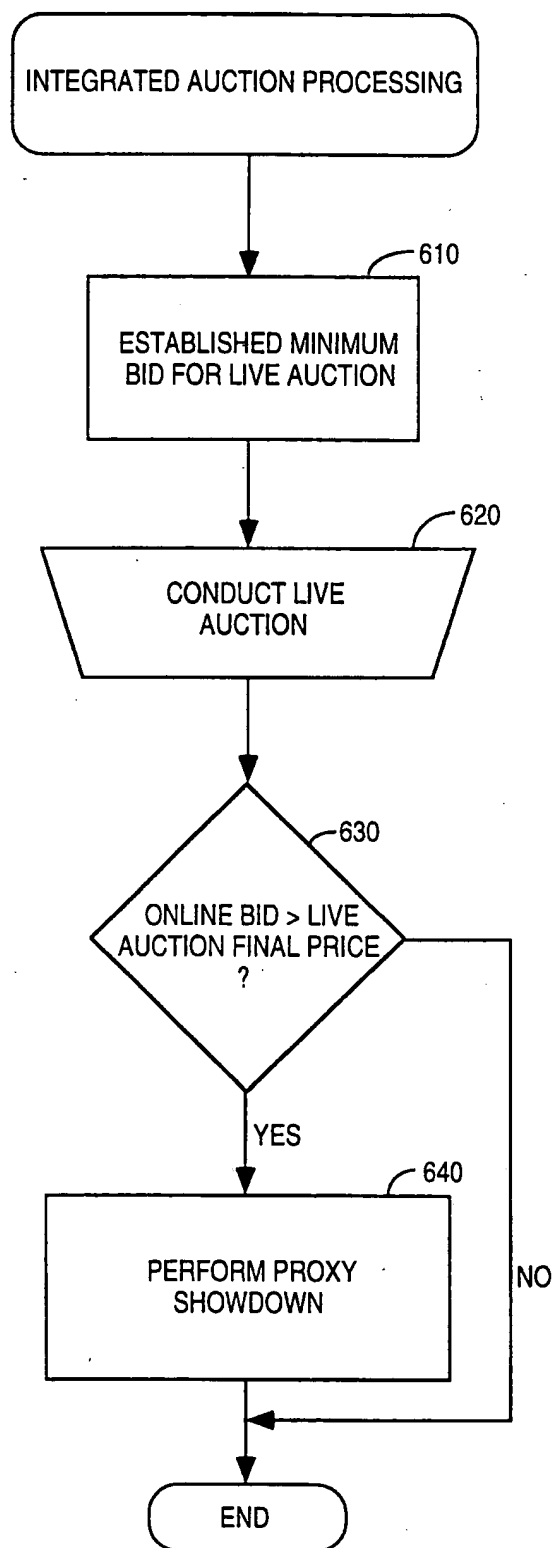 INTEGRATED AUCTION PROCESSING
610
ESTABLISHED MINIMUM
BID FOR LIVE AUCTION
620
CONDUCT LIVE
AUCTION
630
ONLINE BID > LIVE
AUCTION FINAL PRICE
?
YES
640
PERFORM PROXY
SHOWDOWN
NO
END